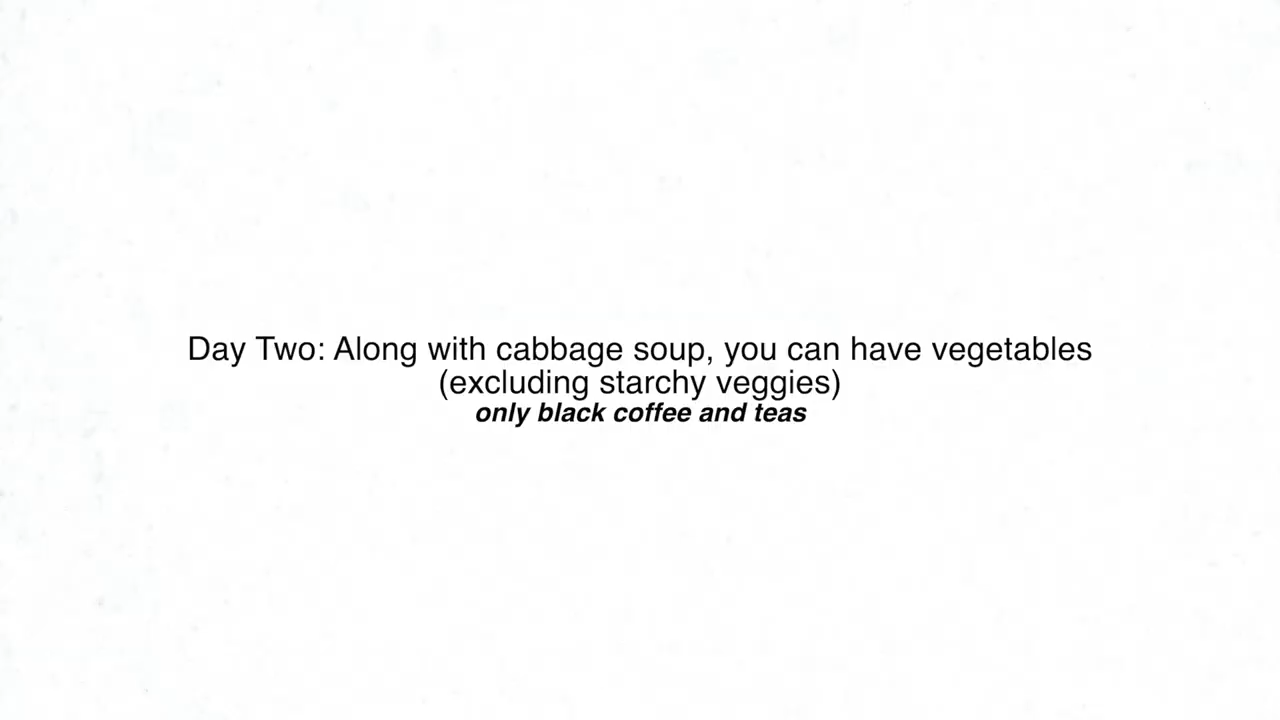 Day Two: Along with cabbage soup, you can have vegetables
(excluding starchy veggies)
only black coffee and teas